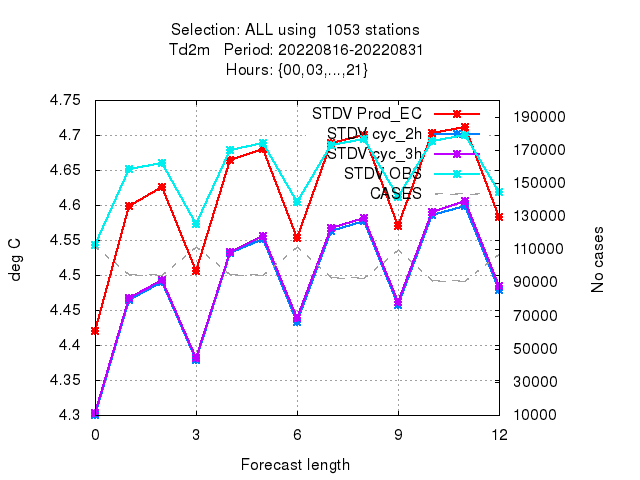 Selection: ALL using  1053 stations
Td2m   Period: 20220816-20220831
Hours: {00,03,...,21}
STDV Prod_EC
STDV cyc_2h
STDV cyc_3h
STDV OBS
CASES
4.75
4.7
4.65
4.6
4.55
4.5
4.45
4.4
4.35
4.3
deg C
190000
170000
150000
130000
110000
90000
70000
50000
30000
10000
No cases
0 3 6 9 12
Forecast length